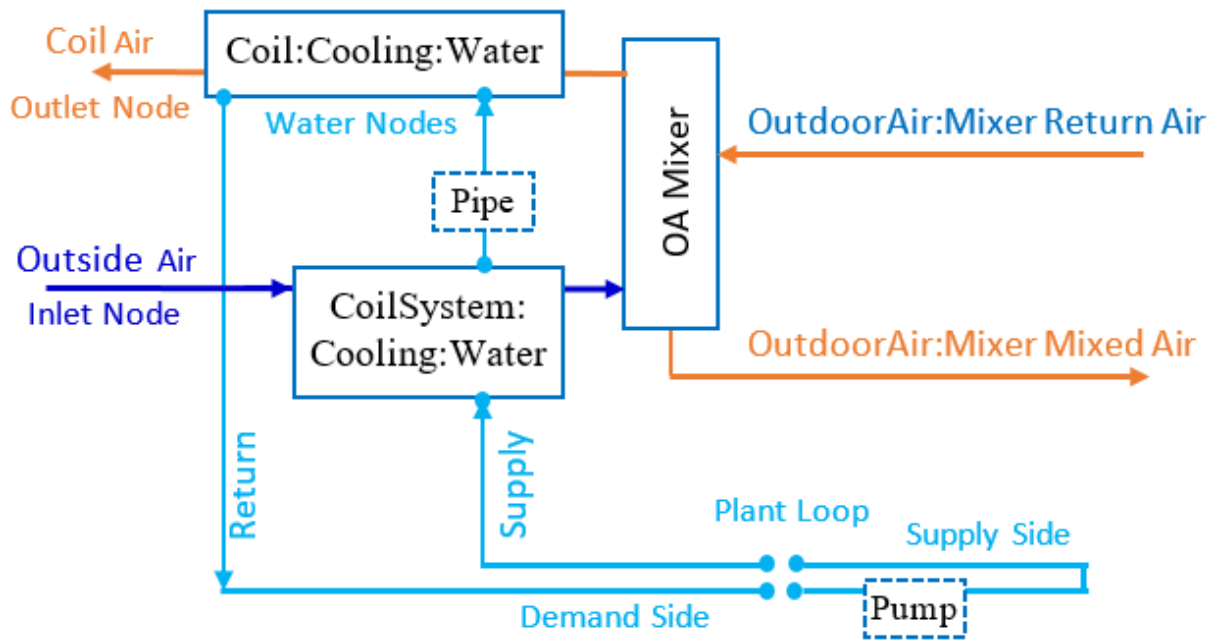 Coil Air
Outlet Node
Coil:Cooling:Water
Water Nodes
OA Mixer
OutdoorAir:Mixer Return Air
Pipe
Outside Air
Inlet Node
CoilSystem:
Cooling:Water
OutdoorAir:Mixer Mixed Air
Return
Supply
Plant Loop
Supply Side
Demand Side
Pump